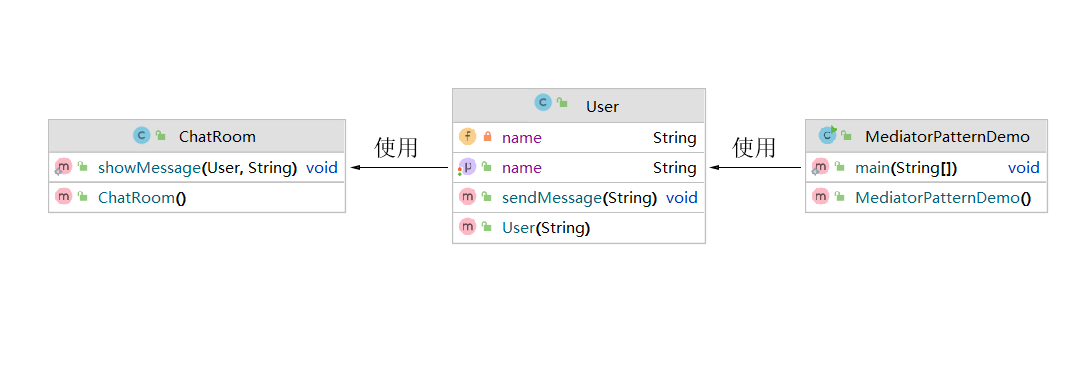 ChatRoom
showMessage(User, String) void
ChatRoom()
使用
User
name String
name String
sendMessage(String) void
User(String)
使用
MediatorPatternDemo
main(String[]) void
MediatorPatternDemo()